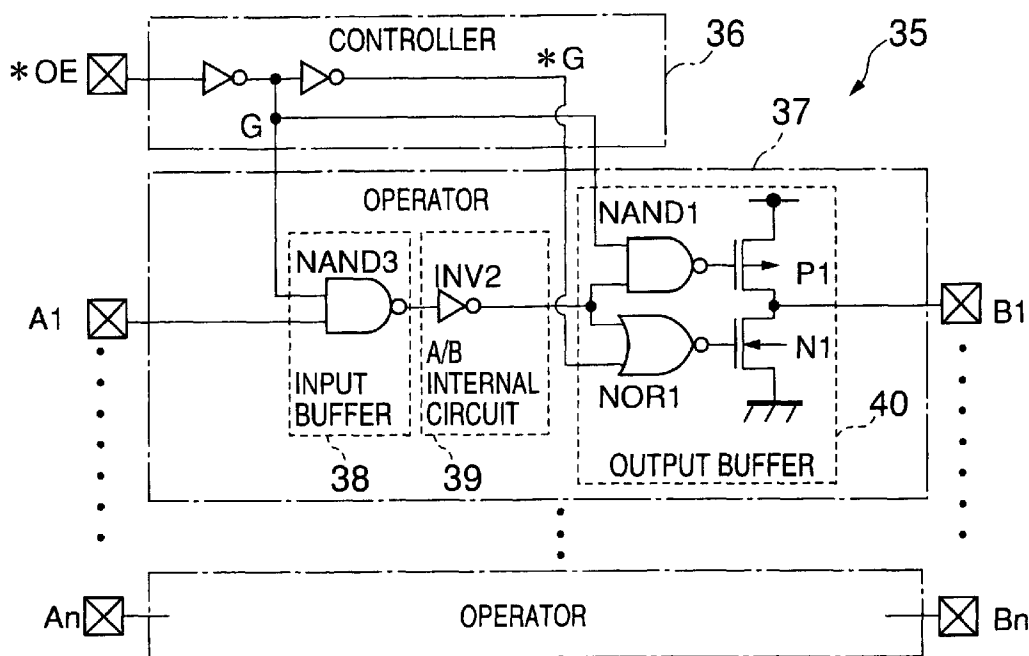 CONTROLLER
36
35
*OE
*G
G
37
OPERATOR
NAND1
NAND3
INV2
P1
A1
B1
N1
INPUT
BUFFER
A/B
INTERNAL
CIRCUIT
NOR1
40
38
39
OUTPUT BUFFER
An
OPERATOR
Bn